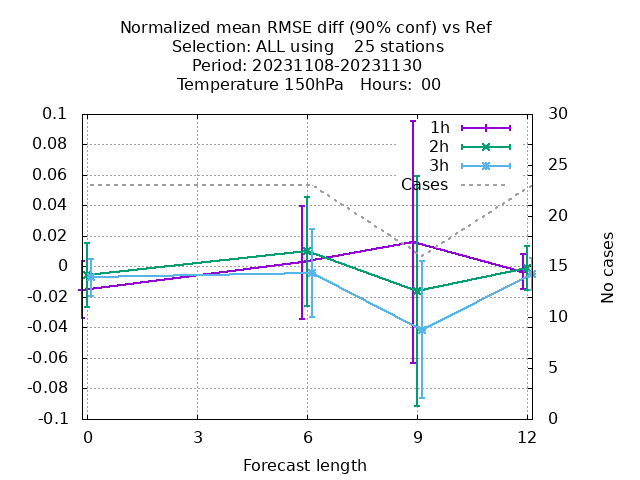 Normalized mean RMSE diff (90% conf) vs Ref
Selection: ALL using    25 stations
Period: 20231108-20231130
Temperature 150hPa   Hours:  00
0.1
0.08
0.06
0.04
0.02
0
-0.02
-0.04
-0.06
-0.08
-0.1
30
25
20
15
10
5
0
1h
2h
3h
Cases
No cases
0 3 6 9 12
Forecast length